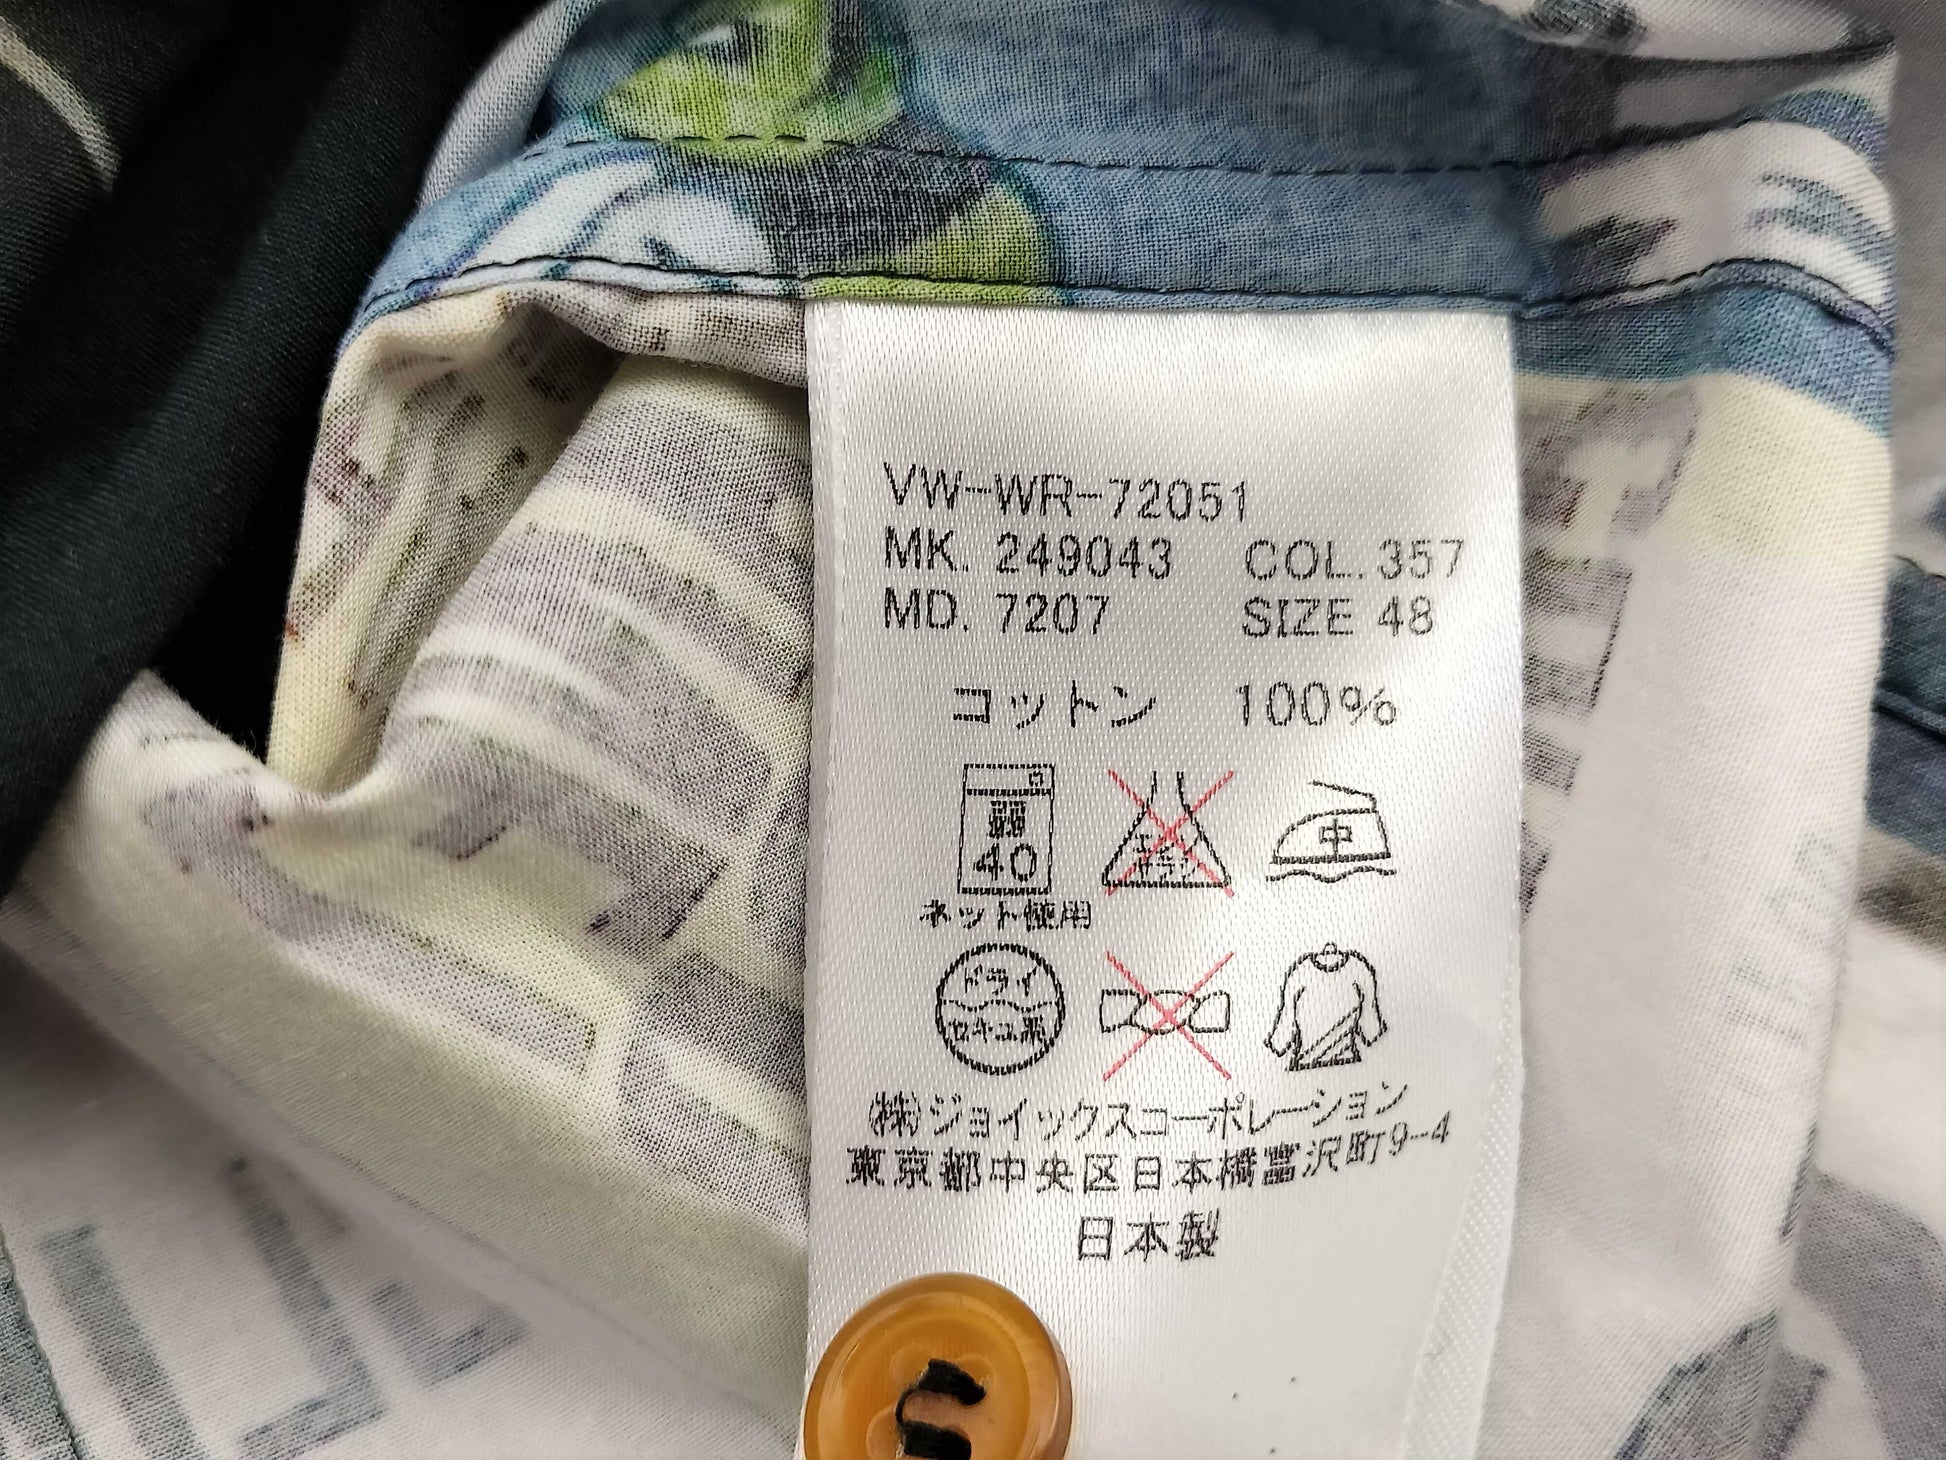 VW-WR-72051
MK. 249043 COL. 357
MD. 7207 SIZE 48
コットン 100%
40 中
ネット使用
ドライ
セキユ系
(株)ジョイックスコーポレーション
東京都中央区日本橋富沢町9-4
日本製